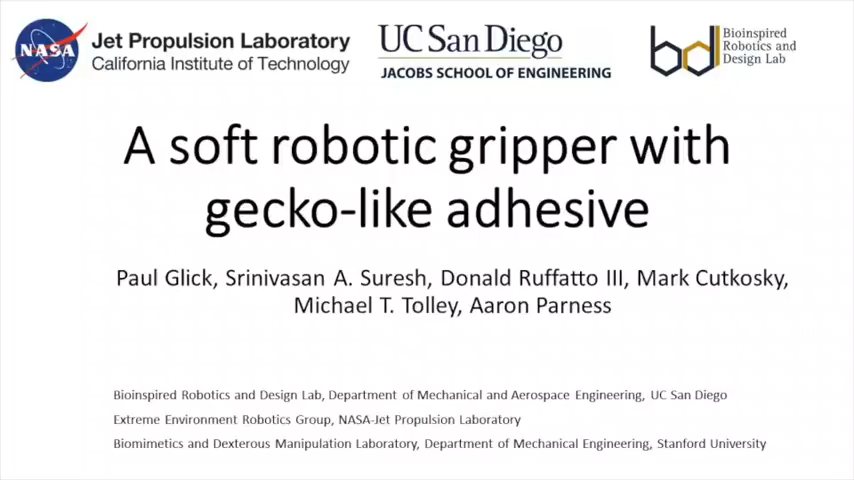 NASA
Jet Propulsion Laboratory
California Institute of Technology
UC San Diego
JACOBS SCHOOL OF ENGINEERING
bd
Bioinspired
Robotics and
Design Lab
A soft robotic gripper with
gecko-like adhesive
Paul Glick, Srinivasan A. Suresh, Donald Ruffatto III, Mark Cutkosky,
Michael T. Tolley, Aaron Parness
Bioinspired Robotics and Design Lab, Department of Mechanical and Aerospace Engineering, UC San Diego
Extreme Environment Robotics Group, NASA-Jet Propulsion Laboratory
Biomimetics and Dexterous Manipulation Laboratory, Department of Mechanical Engineering, Stanford University